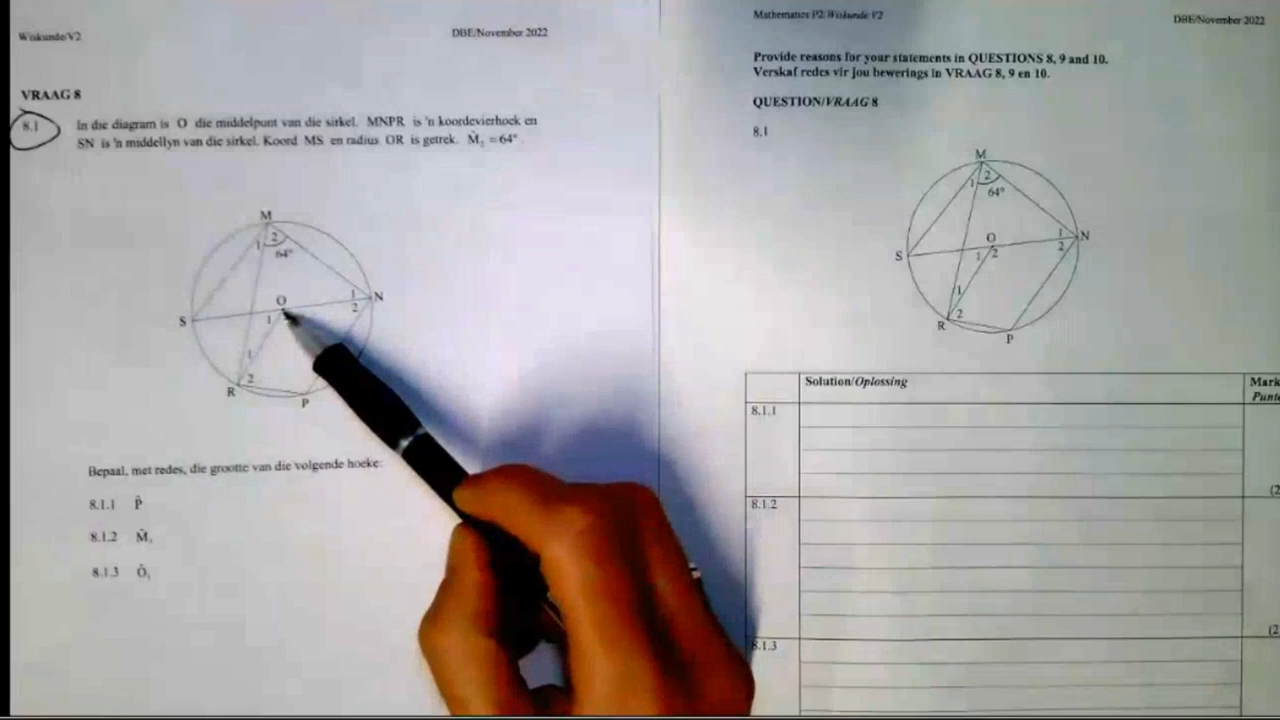 Wiskunde/V2
DBE/November 2022
VRAAG 8
8.1 In die diagram is O die middelpunt van die sirkel. MNPR is 'n koordevierhoek en
SN is 'n middellyn van die sirkel. Koord MS en radius OR is getrek. M̂₂ = 64°.
M
1 2
64°
O
1
1 N
2
S
1
R 2
P
Bepaal, met redes, die grootte van die volgende hoeke:
8.1.1 P̂
8.1.2 M̂₁
8.1.3 Ô₁
Mathematics P2/Wiskunde V2
DBE/November 2022
Provide reasons for your statements in QUESTIONS 8, 9 and 10.
Verskaf redes vir jou bewerings in VRAAG 8, 9 en 10.
QUESTION/VRAAG 8
8.1
M
1 2
64°
O
1 2
1 N
2
S
1
R 2
P
Solution/Oplossing
Mark
8.1.1
(2
8.1.2
(2
8.1.3